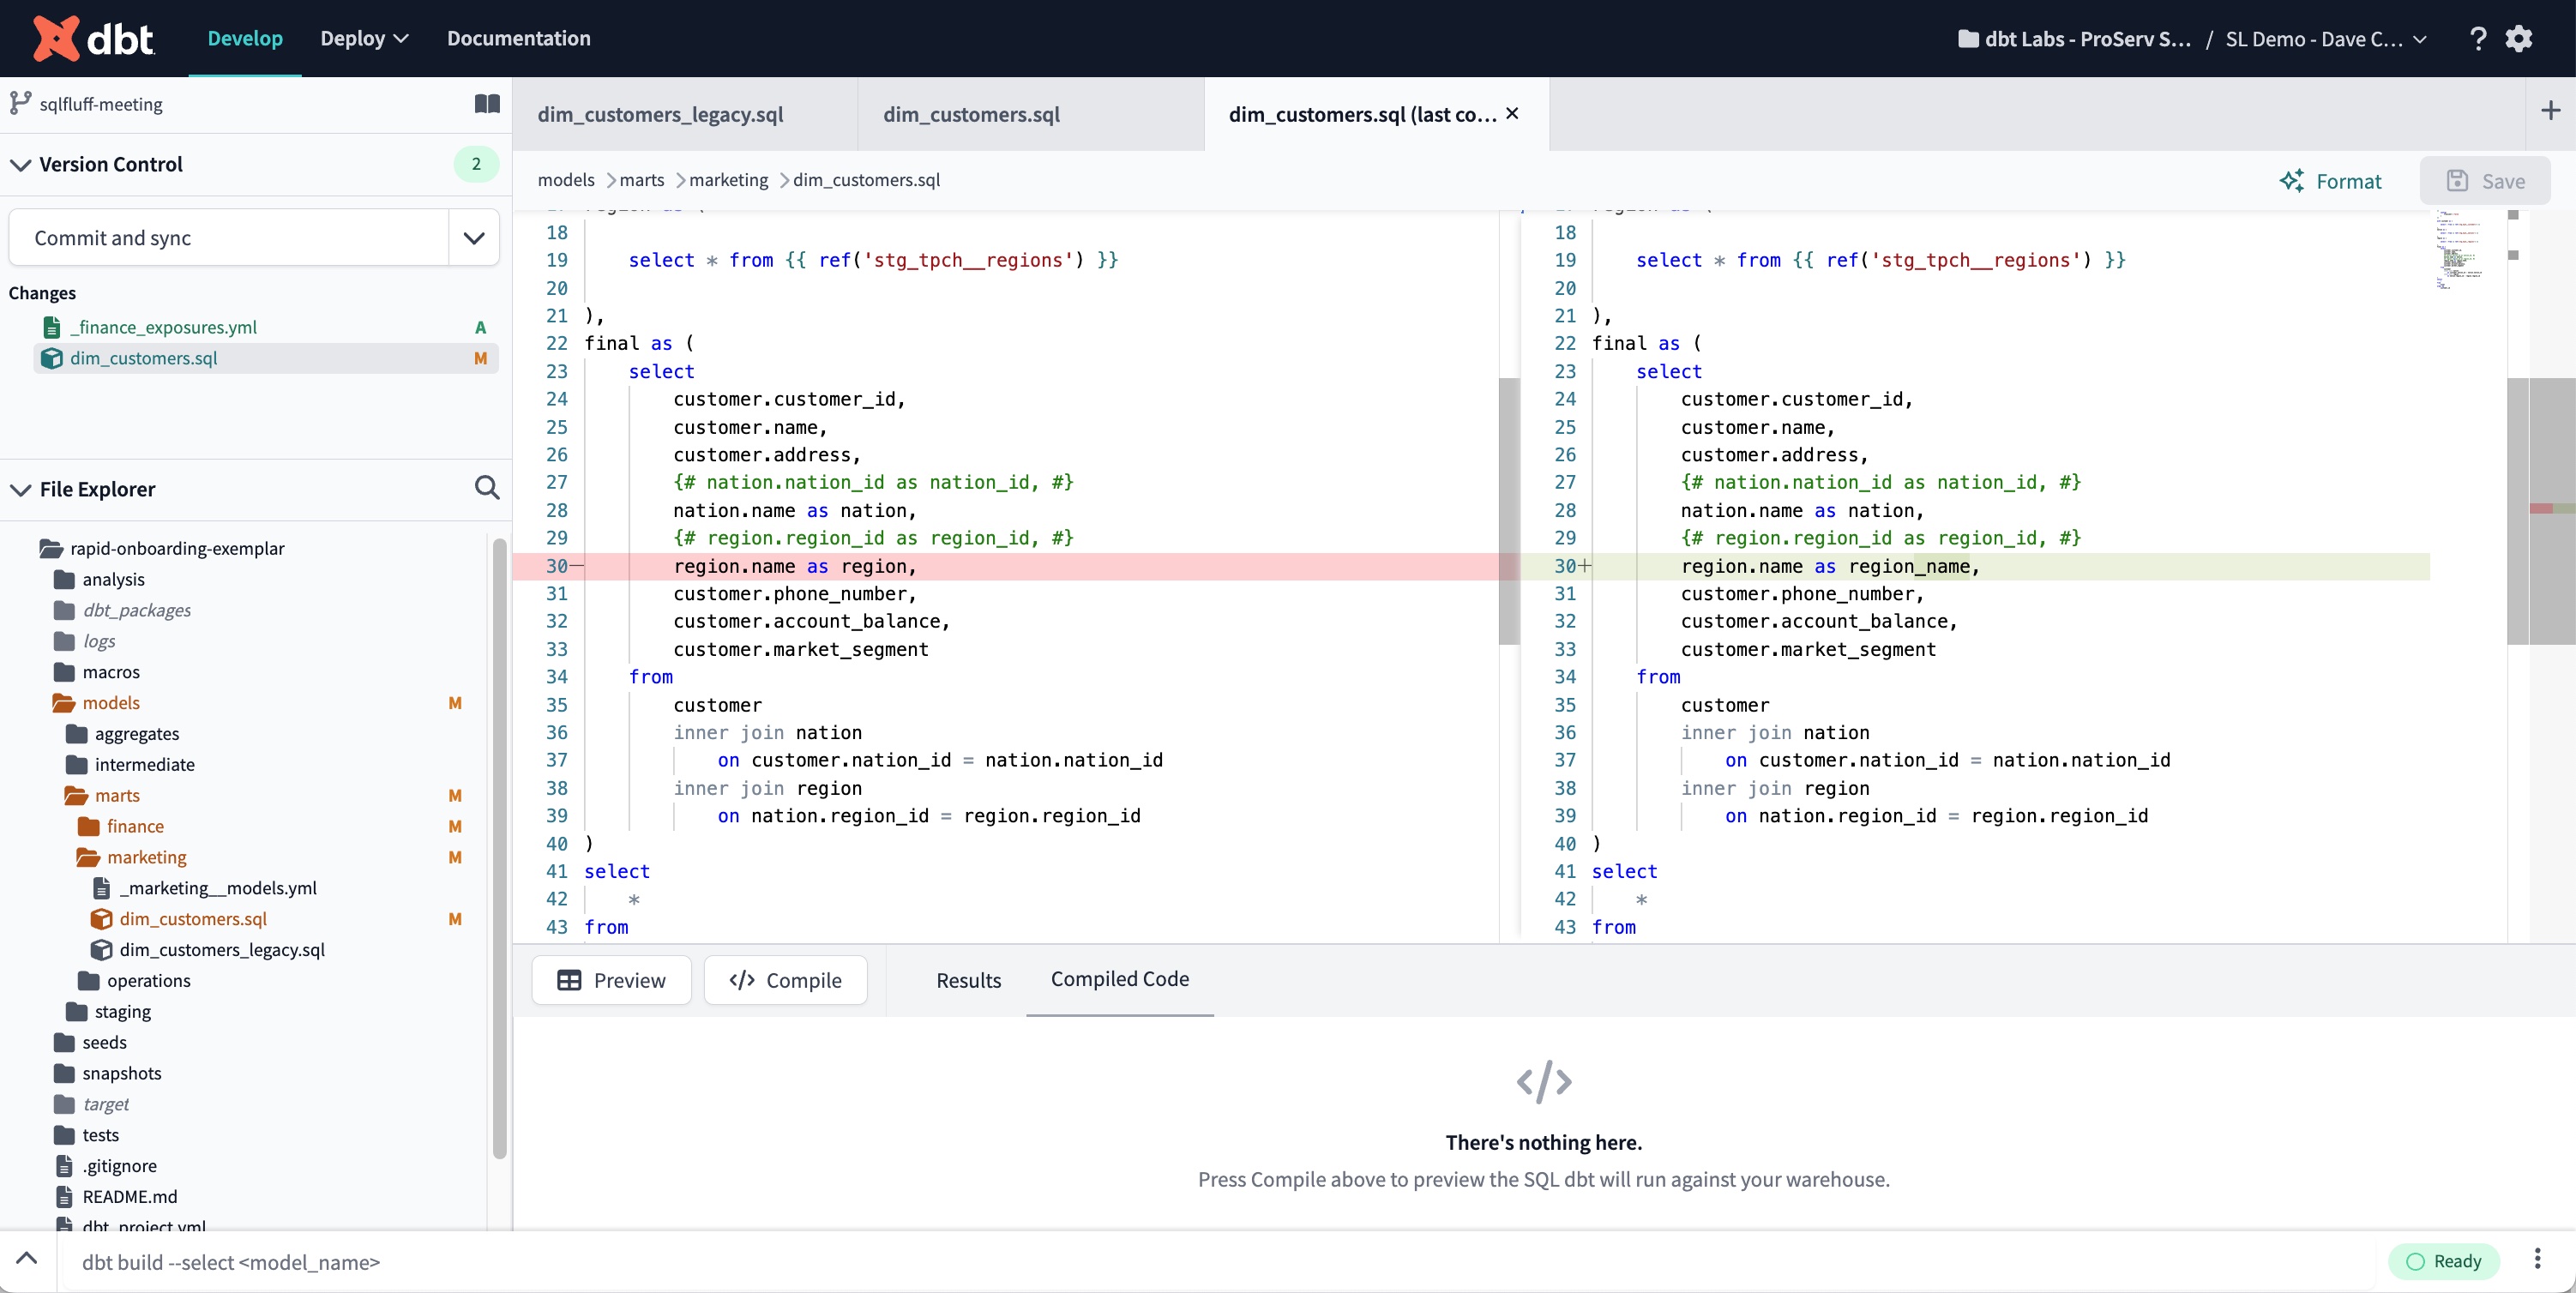 dbt
Develop
Deploy
Documentation
dbt Labs - ProServ S... / SL Demo - Dave C...
sqlfluff-meeting
Version Control
2
Commit and sync
Changes
_finance_exposures.yml A
dim_customers.sql M
File Explorer
rapid-onboarding-exemplar
analysis
dbt_packages
logs
macros
models M
aggregates
intermediate
marts M
finance M
marketing M
_marketing__models.yml
dim_customers.sql M
dim_customers_legacy.sql
operations
staging
seeds
snapshots
target
tests
.gitignore
README.md
dbt_project.yml
dim_customers_legacy.sql
dim_customers.sql
dim_customers.sql (last co...
models > marts > marketing > dim_customers.sql
Format
Save
18
19 select * from {{ ref('stg_tpch__regions') }}
20
21 ),
22 final as (
23 select
24 customer.customer_id,
25 customer.name,
26 customer.address,
27 {# nation.nation_id as nation_id, #}
28 nation.name as nation,
29 {# region.region_id as region_id, #}
30— region.name as region,
31 customer.phone_number,
32 customer.account_balance,
33 customer.market_segment
34 from
35 customer
36 inner join nation
37 on customer.nation_id = nation.nation_id
38 inner join region
39 on nation.region_id = region.region_id
40 )
41 select
42 *
43 from
18
19 select * from {{ ref('stg_tpch__regions') }}
20
21 ),
22 final as (
23 select
24 customer.customer_id,
25 customer.name,
26 customer.address,
27 {# nation.nation_id as nation_id, #}
28 nation.name as nation,
29 {# region.region_id as region_id, #}
30+ region.name as region_name,
31 customer.phone_number,
32 customer.account_balance,
33 customer.market_segment
34 from
35 customer
36 inner join nation
37 on customer.nation_id = nation.nation_id
38 inner join region
39 on nation.region_id = region.region_id
40 )
41 select
42 *
43 from
Preview
</> Compile
Results
Compiled Code
</>
There's nothing here.
Press Compile above to preview the SQL dbt will run against your warehouse.
dbt build --select <model_name>
Ready